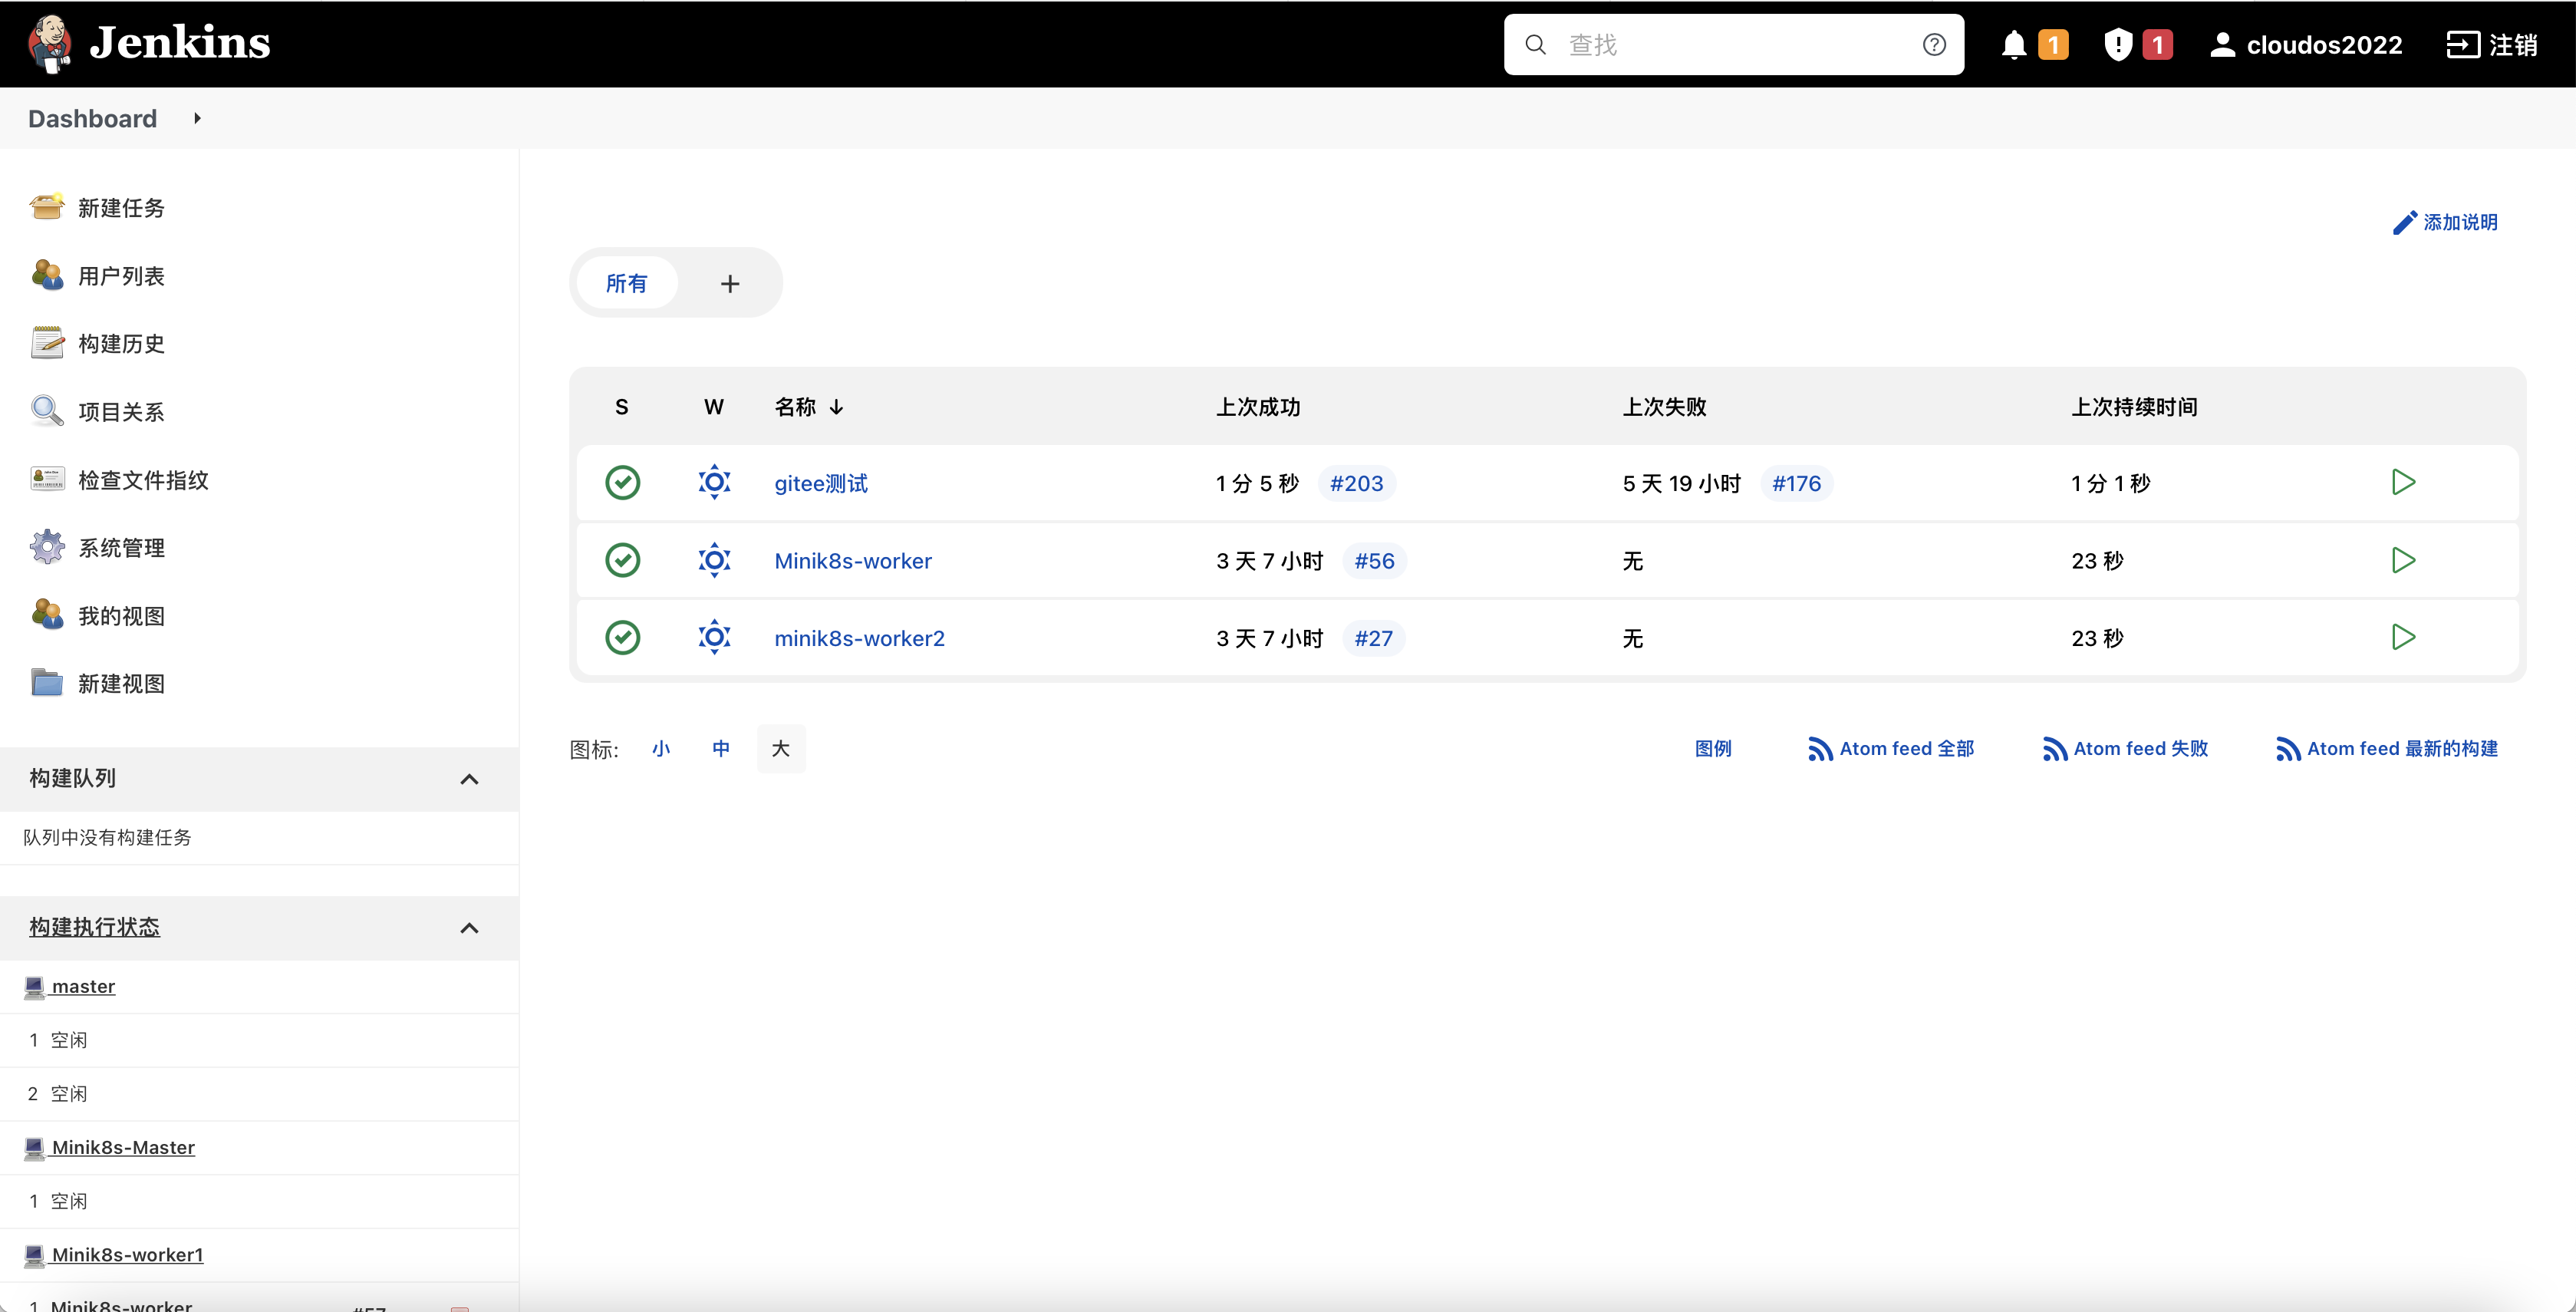 Jenkins
查找
1
1
cloudos2022
注销
Dashboard
新建任务
用户列表
构建历史
项目关系
检查文件指纹
系统管理
我的视图
新建视图
构建队列
队列中没有构建任务
构建执行状态
master
1 空闲
2 空闲
Minik8s-Master
1 空闲
Minik8s-worker1
1 Minik8s-worker #57
添加说明
所有 +
S W 名称 ↓ 上次成功 上次失败 上次持续时间
gitee测试 1 分 5 秒 #203 5 天 19 小时 #176 1 分 1 秒
Minik8s-worker 3 天 7 小时 #56 无 23 秒
minik8s-worker2 3 天 7 小时 #27 无 23 秒
图标: 小 中 大
图例 Atom feed 全部 Atom feed 失败 Atom feed 最新的构建